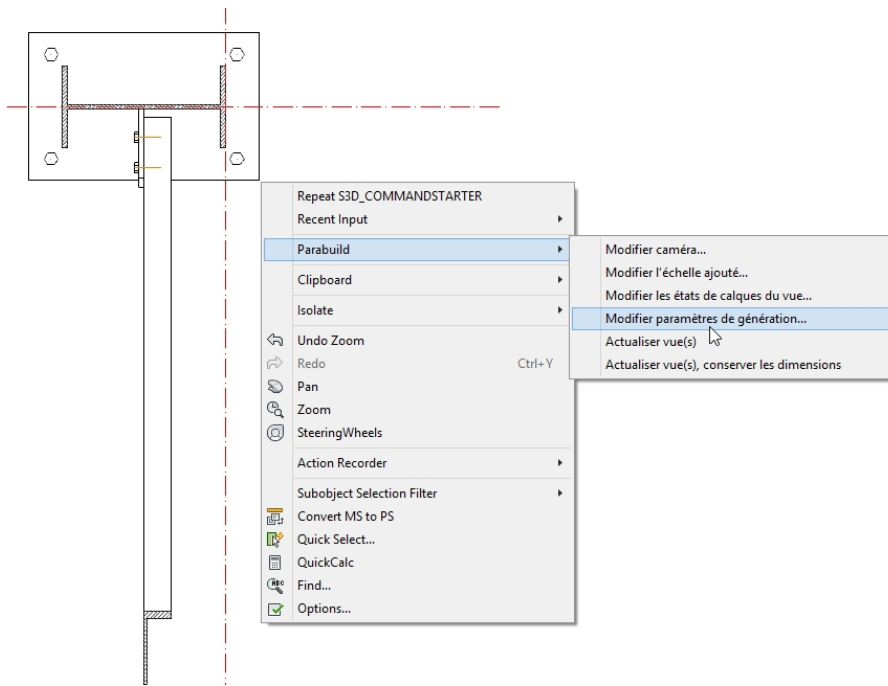 Repeat S3D_COMMANDSTARTER
Recent Input
Parabuild
Clipboard
Isolate
Undo Zoom
Redo Ctrl+Y
Pan
Zoom
SteeringWheels
Action Recorder
Subobject Selection Filter
Convert MS to PS
Quick Select...
QuickCalc
Find...
Options...
Modifier caméra...
Modifier l'échelle ajouté...
Modifier les états de calques du vue...
Modifier paramètres de génération...
Actualiser vue(s)
Actualiser vue(s), conserver les dimensions